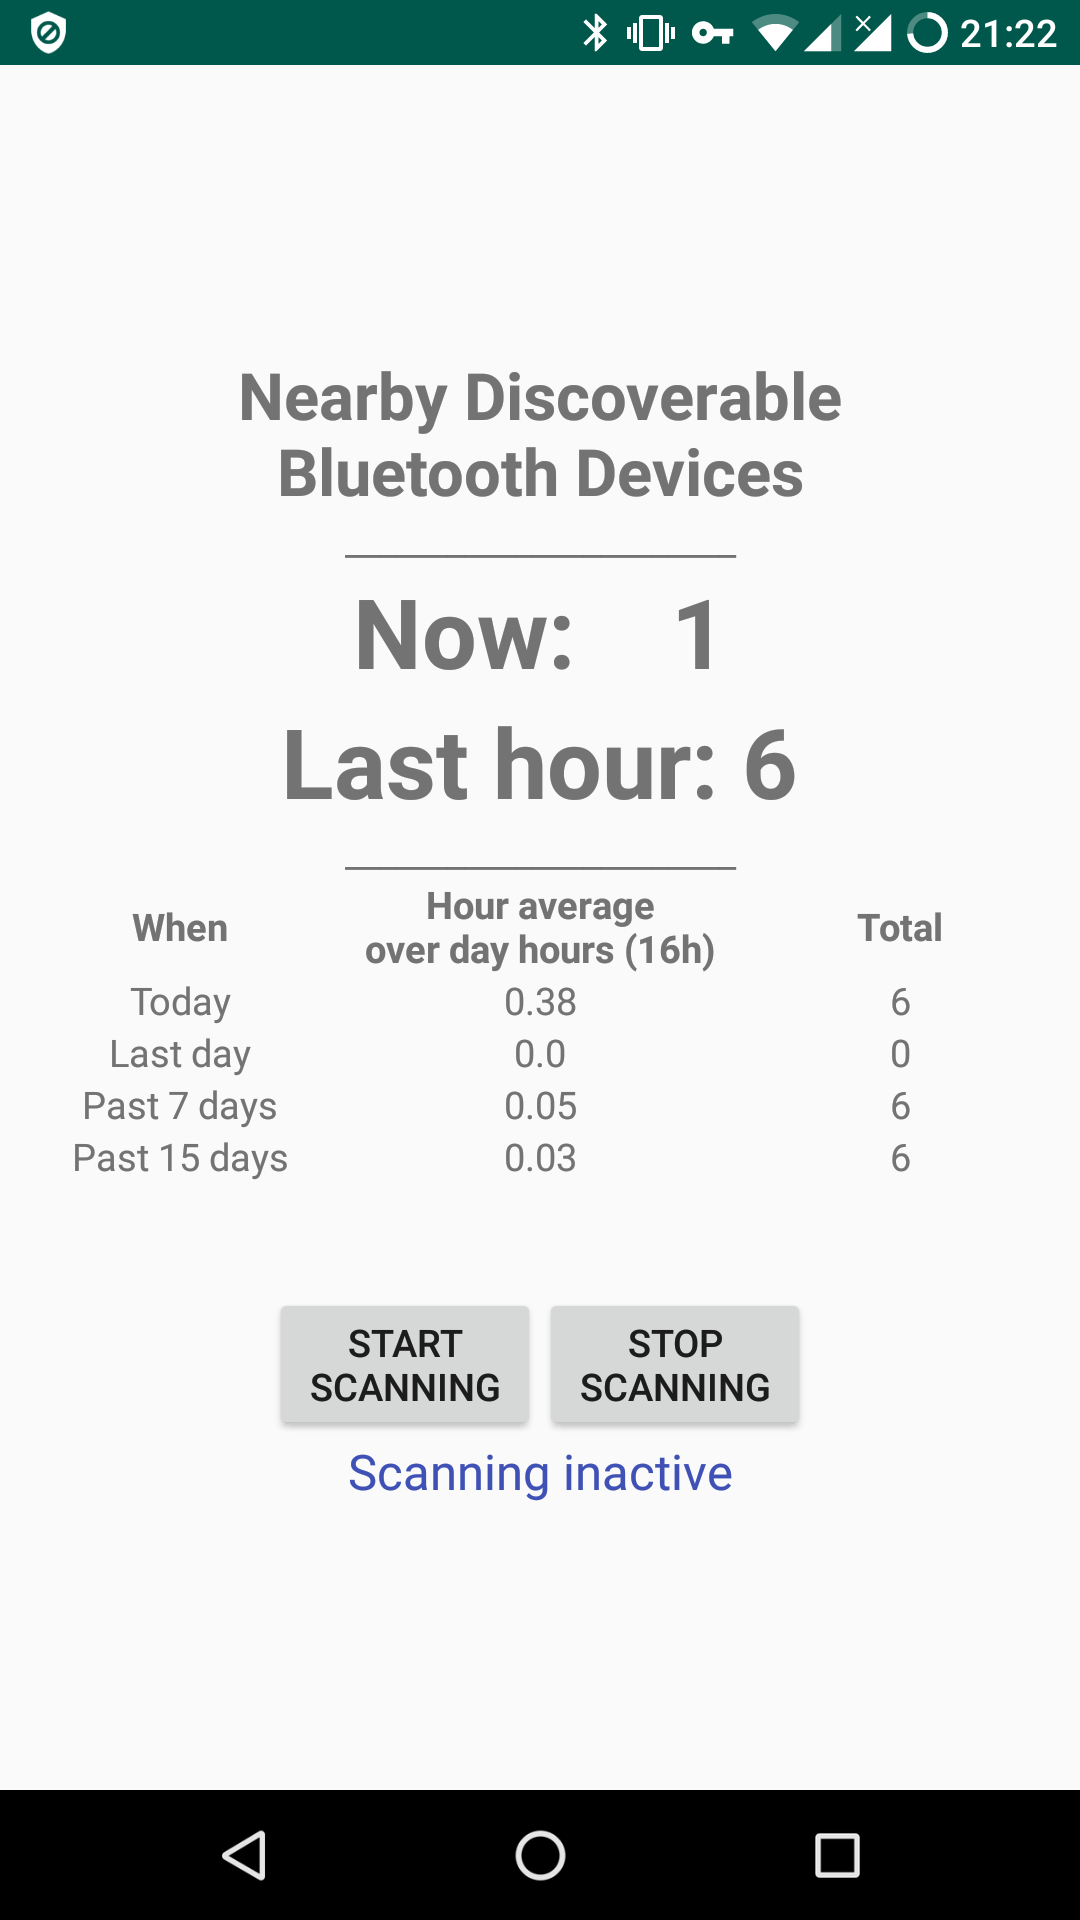 21:22
Nearby Discoverable
Bluetooth Devices
Now: 1
Last hour: 6
When Hour average over day hours (16h) Total
Today 0.38 6
Last day 0.0 0
Past 7 days 0.05 6
Past 15 days 0.03 6
START SCANNING STOP SCANNING
Scanning inactive